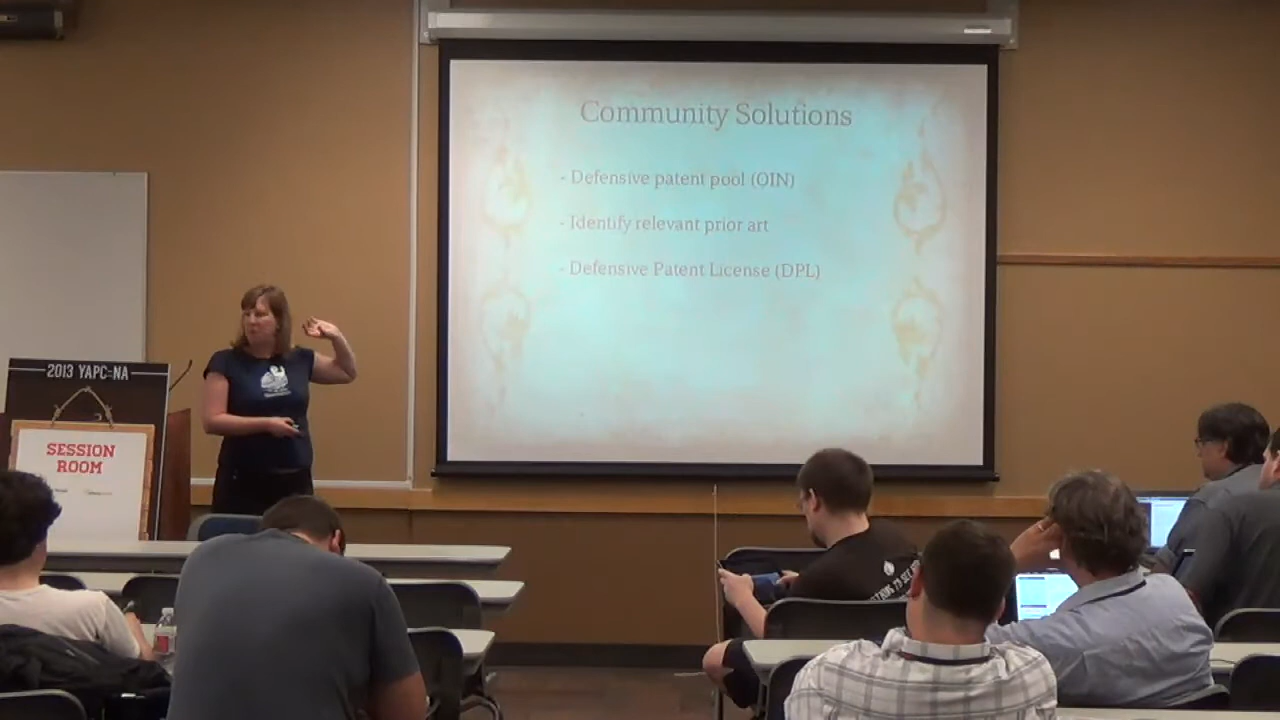 Community Solutions
- Defensive patent pool (OIN)
- Identify relevant prior art
- Defensive Patent License (DPL)
2013 YAPC::NA
SESSION
ROOM